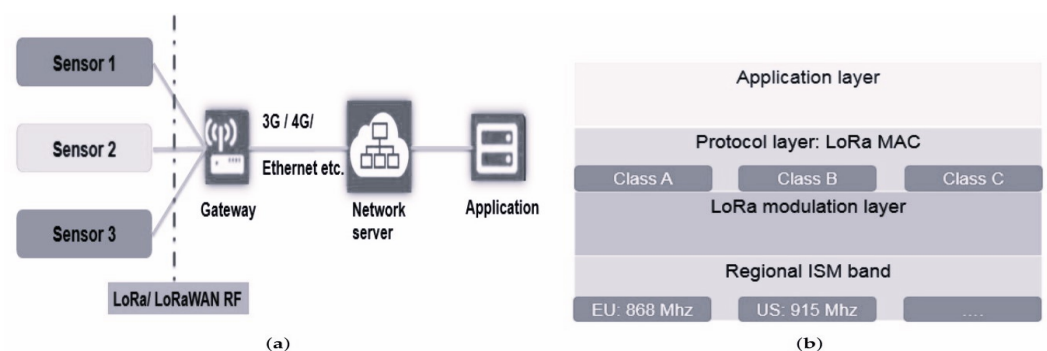 Sensor 1
Sensor 2
Sensor 3
LoRa/ LoRaWAN RF
Gateway
3G / 4G/
Ethernet etc.
Network
server
Application
(a)
Application layer
Protocol layer: LoRa MAC
Class A Class B Class C
LoRa modulation layer
Regional ISM band
EU: 868 Mhz US: 915 Mhz ....
(b)